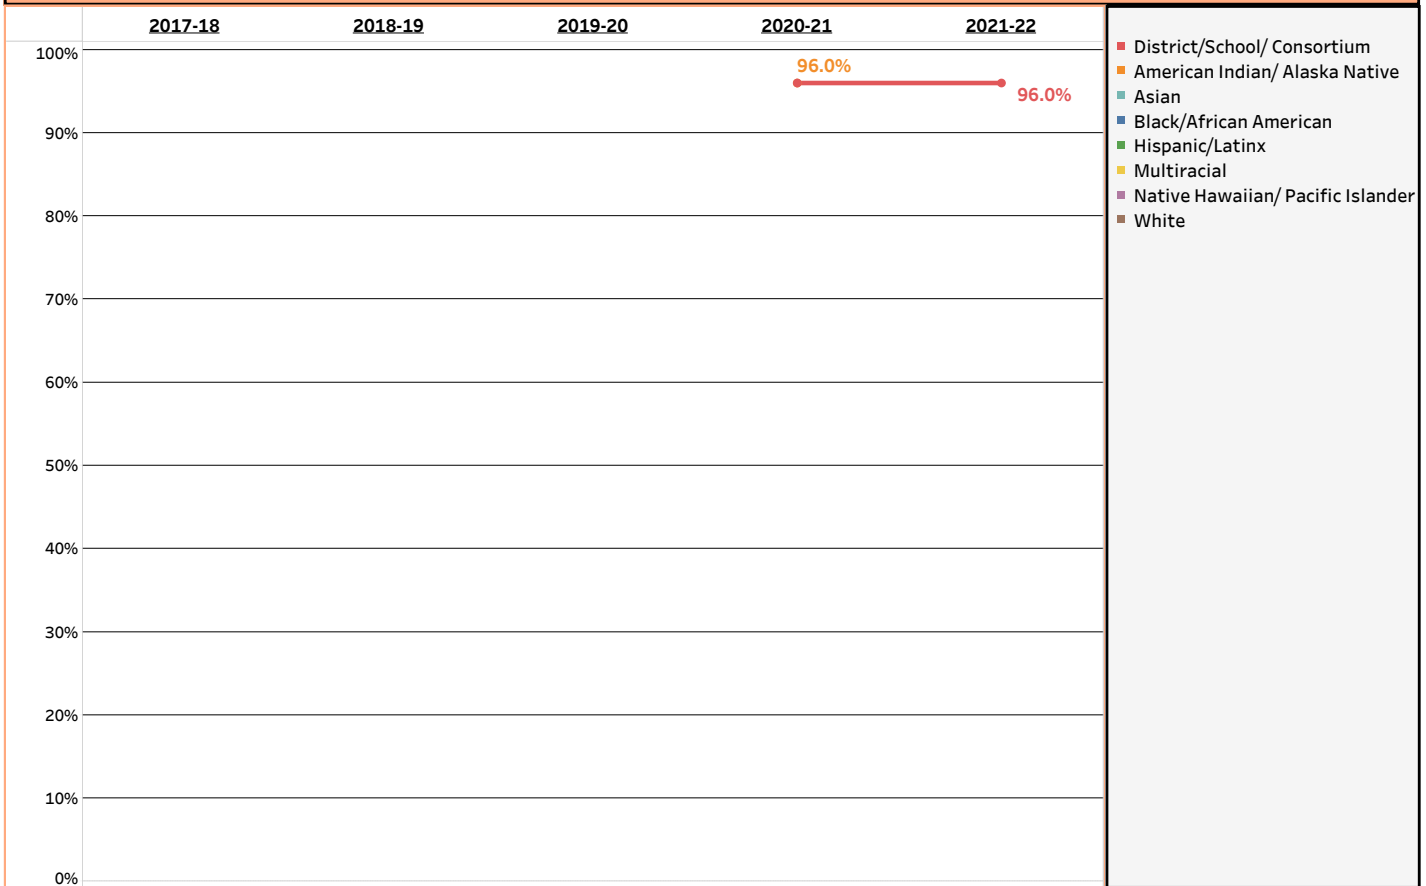 2017-18 2018-19 2019-20 2020-21 2021-22
100%
90%
80%
70%
60%
50%
40%
30%
20%
10%
0%
96.0%
96.0%
District/School/ Consortium
American Indian/ Alaska Native
Asian
Black/African American
Hispanic/Latinx
Multiracial
Native Hawaiian/ Pacific Islander
White